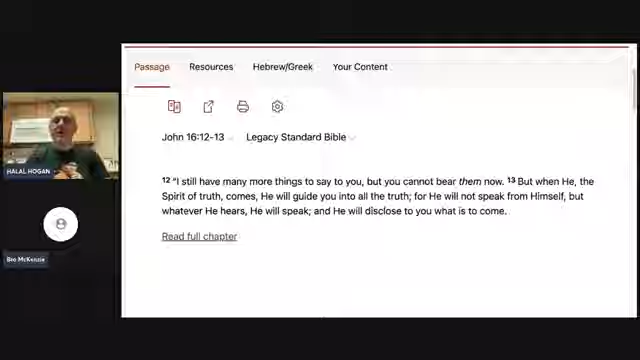 Passage Resources Hebrew/Greek Your Content
John 16:12-13 Legacy Standard Bible
12 "I still have many more things to say to you, but you cannot bear them now. 13 But when He, the
Spirit of truth, comes, He will guide you into all the truth; for He will not speak from Himself, but
whatever He hears, He will speak; and He will disclose to you what is to come.
Read full chapter
HALAL HOGAN
Bro McKenzie